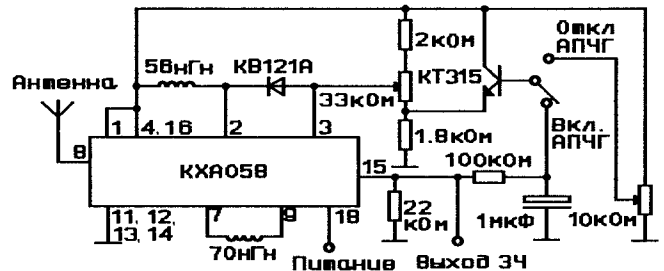 Откл
АПЧГ
2кОм
56нГн
КВ121А
КТ315
Антенна
33кОм
1
4, 16
2
3
1.8кОм
Вкл.
АПЧГ
8
КХА058
15
100кОм
11, 12,
13, 14
7
9
18
22
кОм
1мкФ
10кОм
70нГн
Питание
Выход ЗЧ